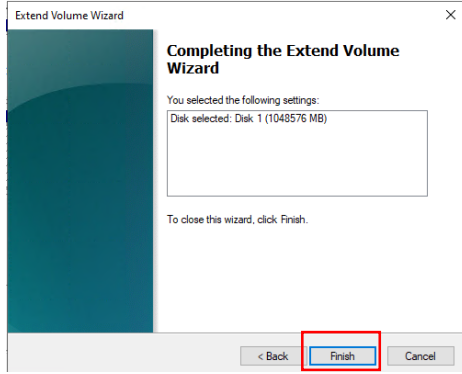 Extend Volume Wizard
Completing the Extend Volume
Wizard
You selected the following settings:
Disk selected: Disk 1 (1048576 MB)
To close this wizard, click Finish.
< Back
Finish
Cancel